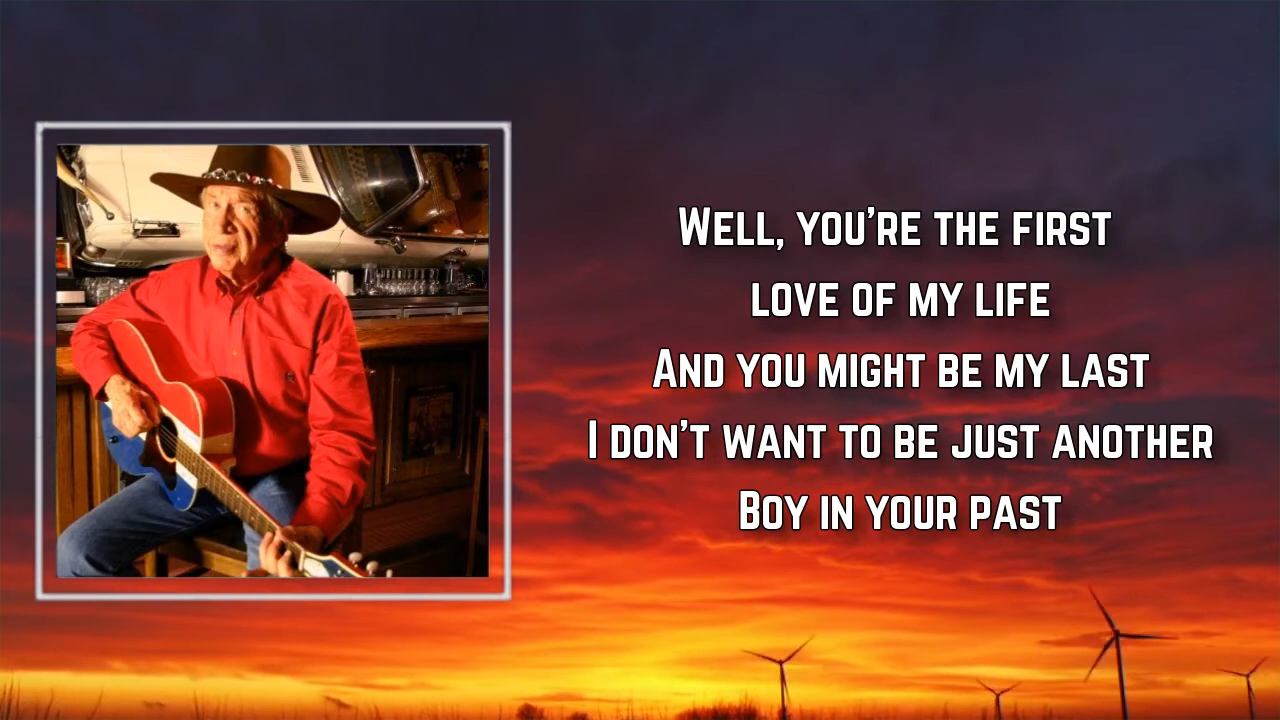 Well, you're the first
love of my life
And you might be my last
I don't want to be just another
Boy in your past